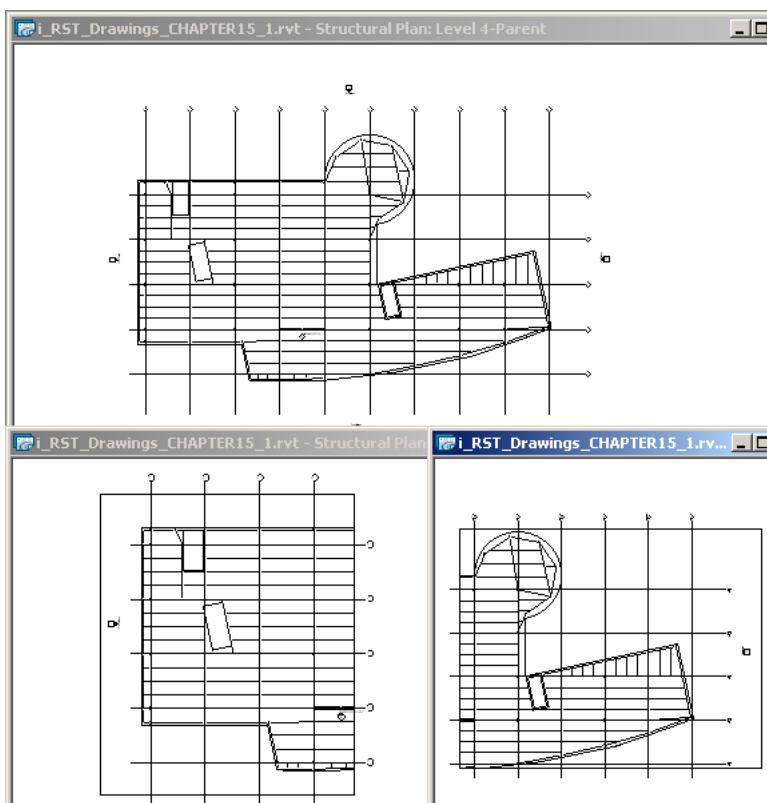 i_RST_Drawings_CHAPTER15_1.rvt - Structural Plan: Level 4-Parent
i_RST_Drawings_CHAPTER15_1.rvt - Structural Plan
i_RST_Drawings_CHAPTER15_1.rv...